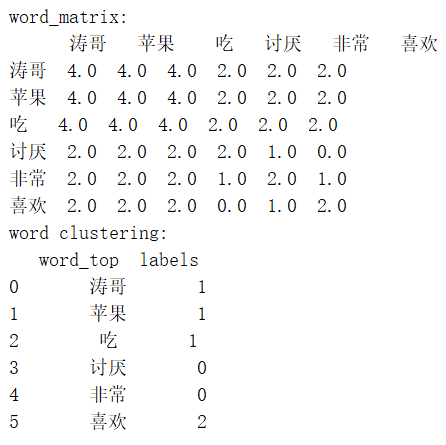 word_matrix:
涛哥 苹果 吃 讨厌 非常 喜欢
涛哥 4.0 4.0 4.0 2.0 2.0 2.0
苹果 4.0 4.0 4.0 2.0 2.0 2.0
吃 4.0 4.0 4.0 2.0 2.0 2.0
讨厌 2.0 2.0 2.0 2.0 1.0 0.0
非常 2.0 2.0 2.0 1.0 2.0 1.0
喜欢 2.0 2.0 2.0 0.0 1.0 2.0
word clustering:
word_top labels
0 涛哥 1
1 苹果 1
2 吃 1
3 讨厌 0
4 非常 0
5 喜欢 2